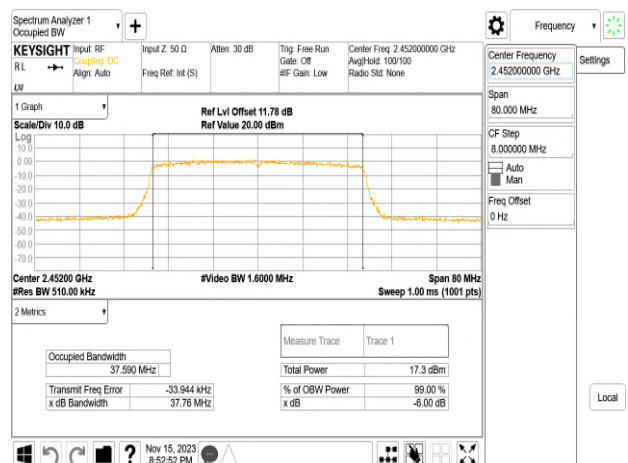 Spectrum Analyzer 1
Occupied BW
Frequency
KEYSIGHT
RL
Input: RF
Coupling: DC
Align: Auto
Input Z: 50 Ω
Freq Ref: Int (S)
Atten: 30 dB
Trig: Free Run
Gate: Off
#IF Gain: Low
Center Freq: 2.452000000 GHz
Avg|Hold: 100/100
Radio Std: None
Center Frequency
2.452000000 GHz
Settings
Span
80.000 MHz
CF Step
8.000000 MHz
Auto
Man
Freq Offset
0 Hz
Local
1 Graph
Scale/Div 10.0 dB
Ref Lvl Offset 11.78 dB
Ref Value 20.00 dBm
Log
10.0
0.00
-10.0
-20.0
-30.0
-40.0
-50.0
-60.0
-70.0
Center 2.45200 GHz
#Res BW 510.00 kHz
#Video BW 1.6000 MHz
Span 80 MHz
Sweep 1.00 ms (1001 pts)
2 Metrics
Measure Trace
Trace 1
Occupied Bandwidth
37.590 MHz
Total Power
17.3 dBm
Transmit Freq Error
-33.944 kHz
% of OBW Power
99.00 %
x dB Bandwidth
37.76 MHz
x dB
-6.00 dB
?
Nov 15, 2023
8:52:52 PM